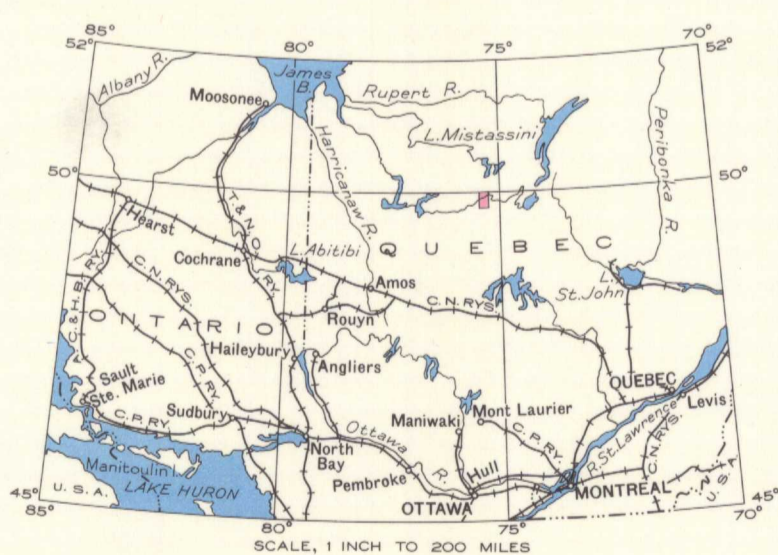 85°
80°
75°
70°
52°
52°
Albany R.
James
B.
Rupert R.
Moosonee
L. Mistassini
Peribonka R.
Harricanaw R.
50°
50°
Hearst
T. & N. O. RY.
L. Abitibi
QUEBEC
Cochrane
C. N. RYS.
Amos
C. N. RYS.
L.
St. John
A. C. & H. B. RY.
Rouyn
ONTARIO
C. P. RY.
Haileybury
Angliers
QUEBEC
Levis
Sault
Ste. Marie
C. P. RY.
Sudbury
Maniwaki
Mont Laurier
C. P. RY.
R. St. Lawrence
C. N. RYS.
Ottawa R.
North
Bay
Manitoulin I.
Pembroke
Hull
U. S. A.
LAKE HURON
OTTAWA
MONTREAL
U. S. A.
45°
45°
85°
80°
75°
70°
SCALE, 1 INCH TO 200 MILES